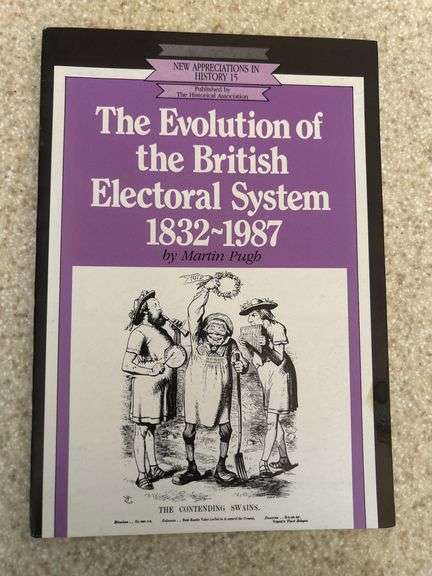 NEW APPRECIATIONS IN
HISTORY 15
Published by
The Historical Association
The Evolution of
the British
Electoral System
1832~1987
by Martin Pugh
THE CONTENDING SWAINS.